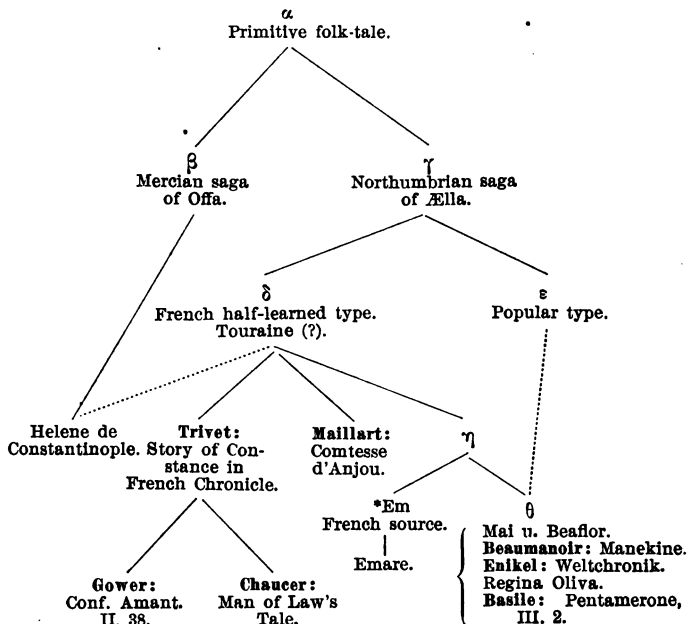 α
Primitive folk-tale.
β
Mercian saga
of Offa.
γ
Northumbrian saga
of Ælla.
δ
French half-learned type.
Touraine (?).
ε
Popular type.
Helene de
Constantinople.
Trivet:
Story of Con-
stance in
French Chronicle.
Maillart:
Comtesse
d'Anjou.
η
*Em
French source.
Emare.
θ
Mai u. Beaflor.
Beaumanoir: Manekine.
Enikel: Weltchronik.
Regina Oliva.
Basile: Pentamerone,
III. 2.
Gower:
Conf. Amant.
II. 38.
Chaucer:
Man of Law's
Tale.